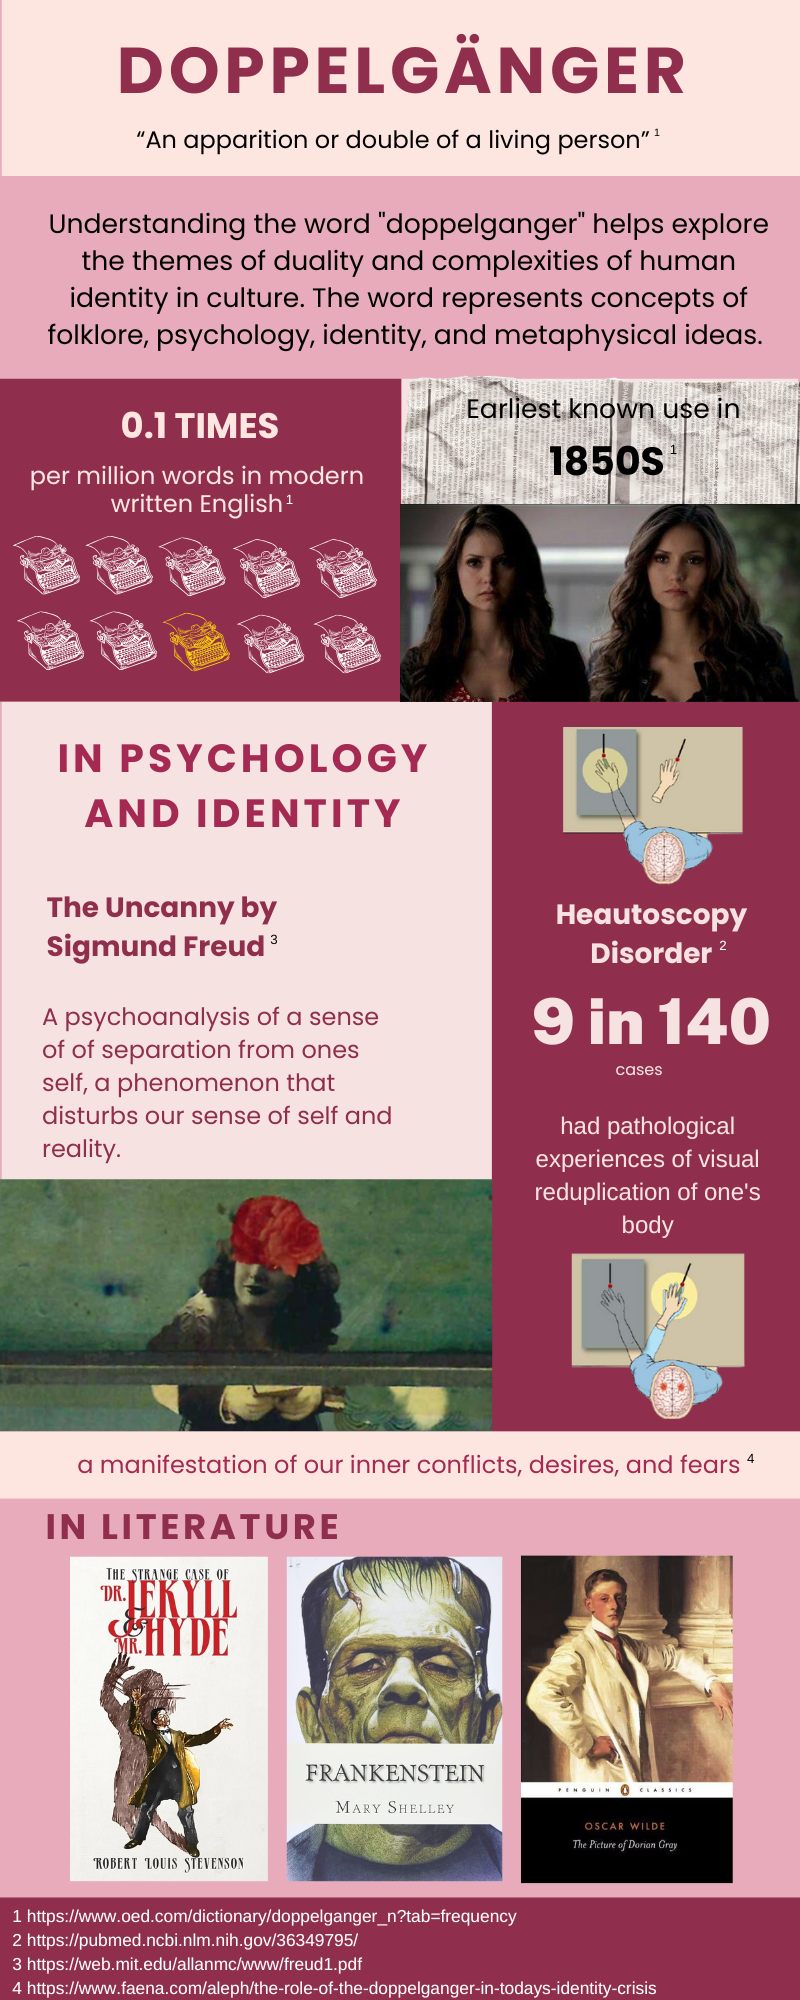 DOPPELGÄNGER
“An apparition or double of a living person” 1
Understanding the word "doppelganger" helps explore
the themes of duality and complexities of human
identity in culture. The word represents concepts of
folklore, psychology, identity, and metaphysical ideas.
0.1 TIMES
per million words in modern
written English 1
Earliest known use in
1850S 1
IN PSYCHOLOGY
AND IDENTITY
The Uncanny by
Sigmund Freud 3
A psychoanalysis of a sense
of of separation from ones
self, a phenomenon that
disturbs our sense of self and
reality.
Heautoscopy
Disorder 2
9 in 140
cases
had pathological
experiences of visual
reduplication of one's
body
a manifestation of our inner conflicts, desires, and fears 4
IN LITERATURE
THE STRANGE CASE OF
DR. JEKYLL
&
MR. HYDE
ROBERT LOUIS STEVENSON
FRANKENSTEIN
MARY SHELLEY
PENGUIN CLASSICS
OSCAR WILDE
The Picture of Dorian Gray
1 https://www.oed.com/dictionary/doppelganger_n?tab=frequency
2 https://pubmed.ncbi.nlm.nih.gov/36349795/
3 https://web.mit.edu/allanmc/www/freud1.pdf
4 https://www.faena.com/aleph/the-role-of-the-doppelganger-in-todays-identity-crisis